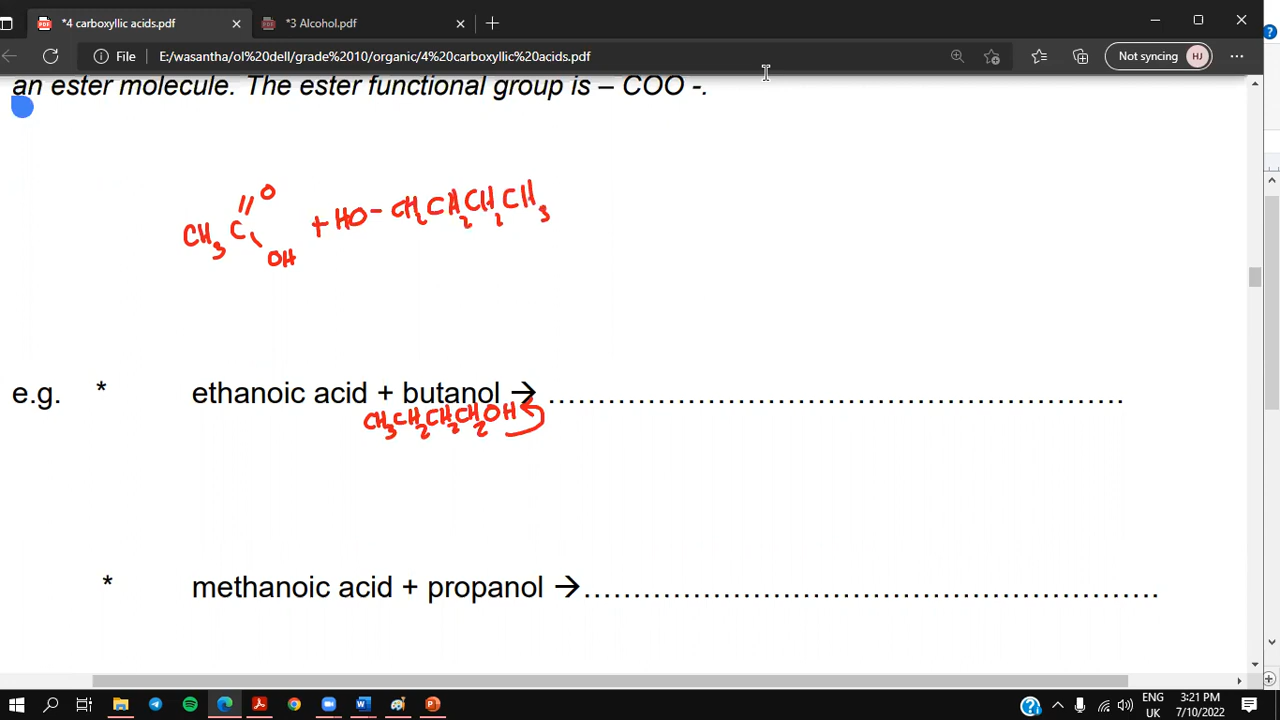 *4 carboxyllic acids.pdf
*3 Alcohol.pdf
File E:/wasantha/ol%20dell/grade%2010/organic/4%20carboxyllic%20acids.pdf Not syncing HJ
an ester molecule. The ester functional group is – COO -.
O
CH3 C + HO - CH2CH2CH2CH3
OH
e.g. * ethanoic acid + butanol → ……………………………………………………….
CH3CH2CH2CH2OH
* methanoic acid + propanol → ………………………………………………….
ENG 3:21 PM
UK 7/10/2022